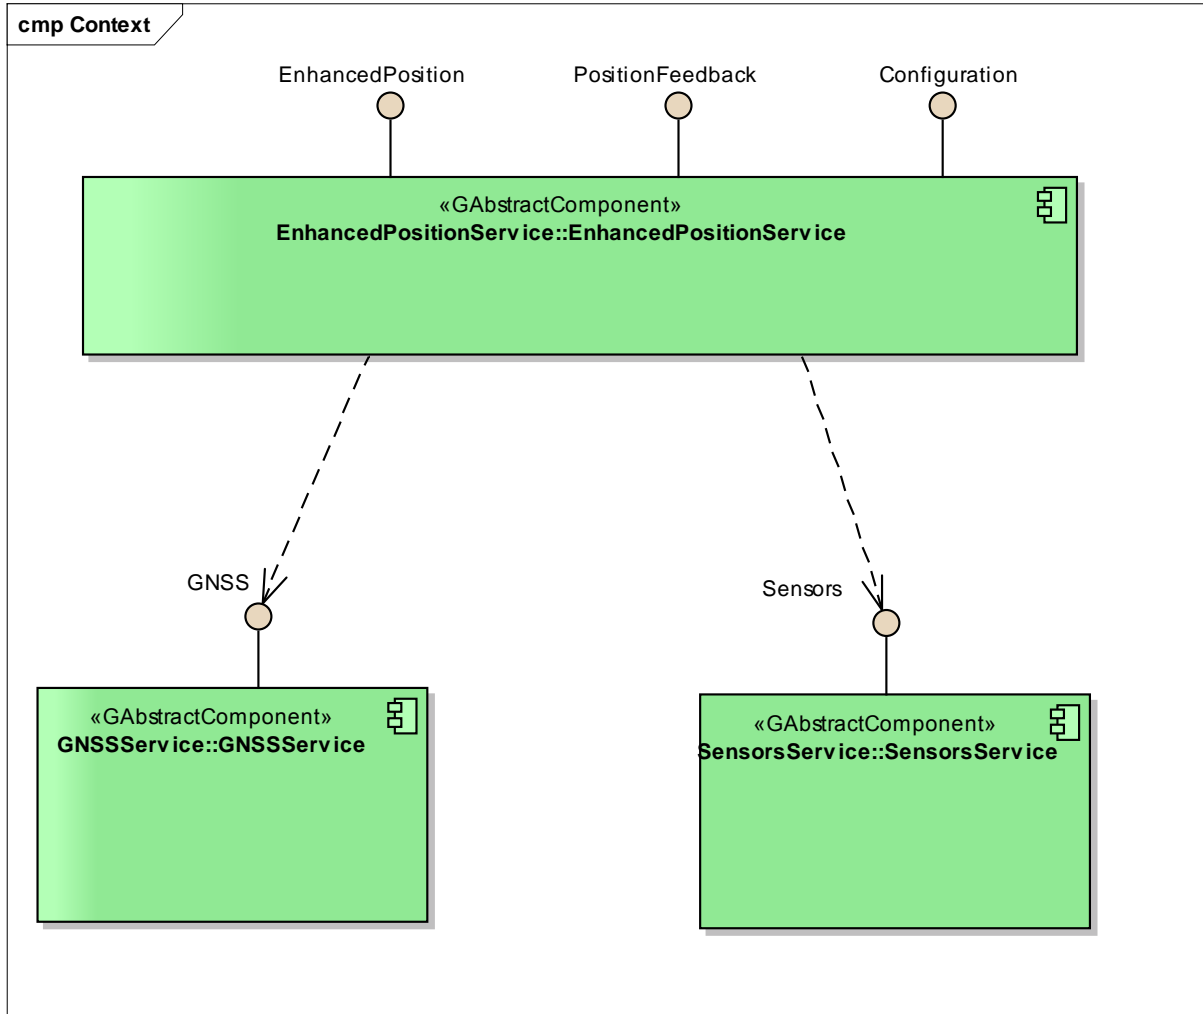 cmp Context
EnhancedPosition
PositionFeedback
Configuration
«GAbstractComponent»
EnhancedPositionService::EnhancedPositionService
GNSS
Sensors
«GAbstractComponent»
GNSSService::GNSSService
«GAbstractComponent»
SensorsService::SensorsService